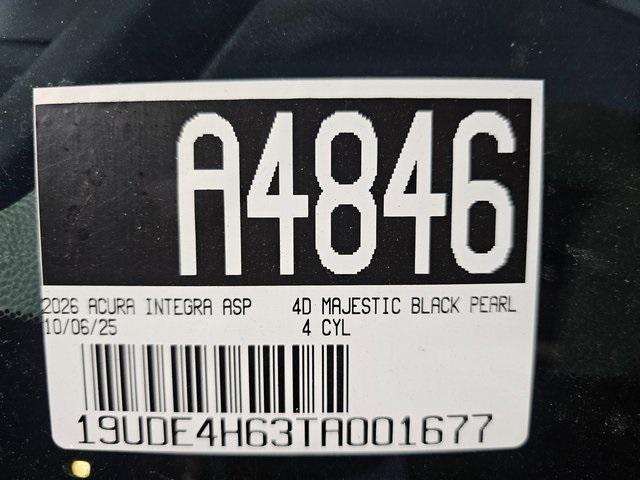 A4846
2026 ACURA INTEGRA ASP 4D MAJESTIC BLACK PEARL
10/06/25 4 CYL
19UDE4H63TA001677